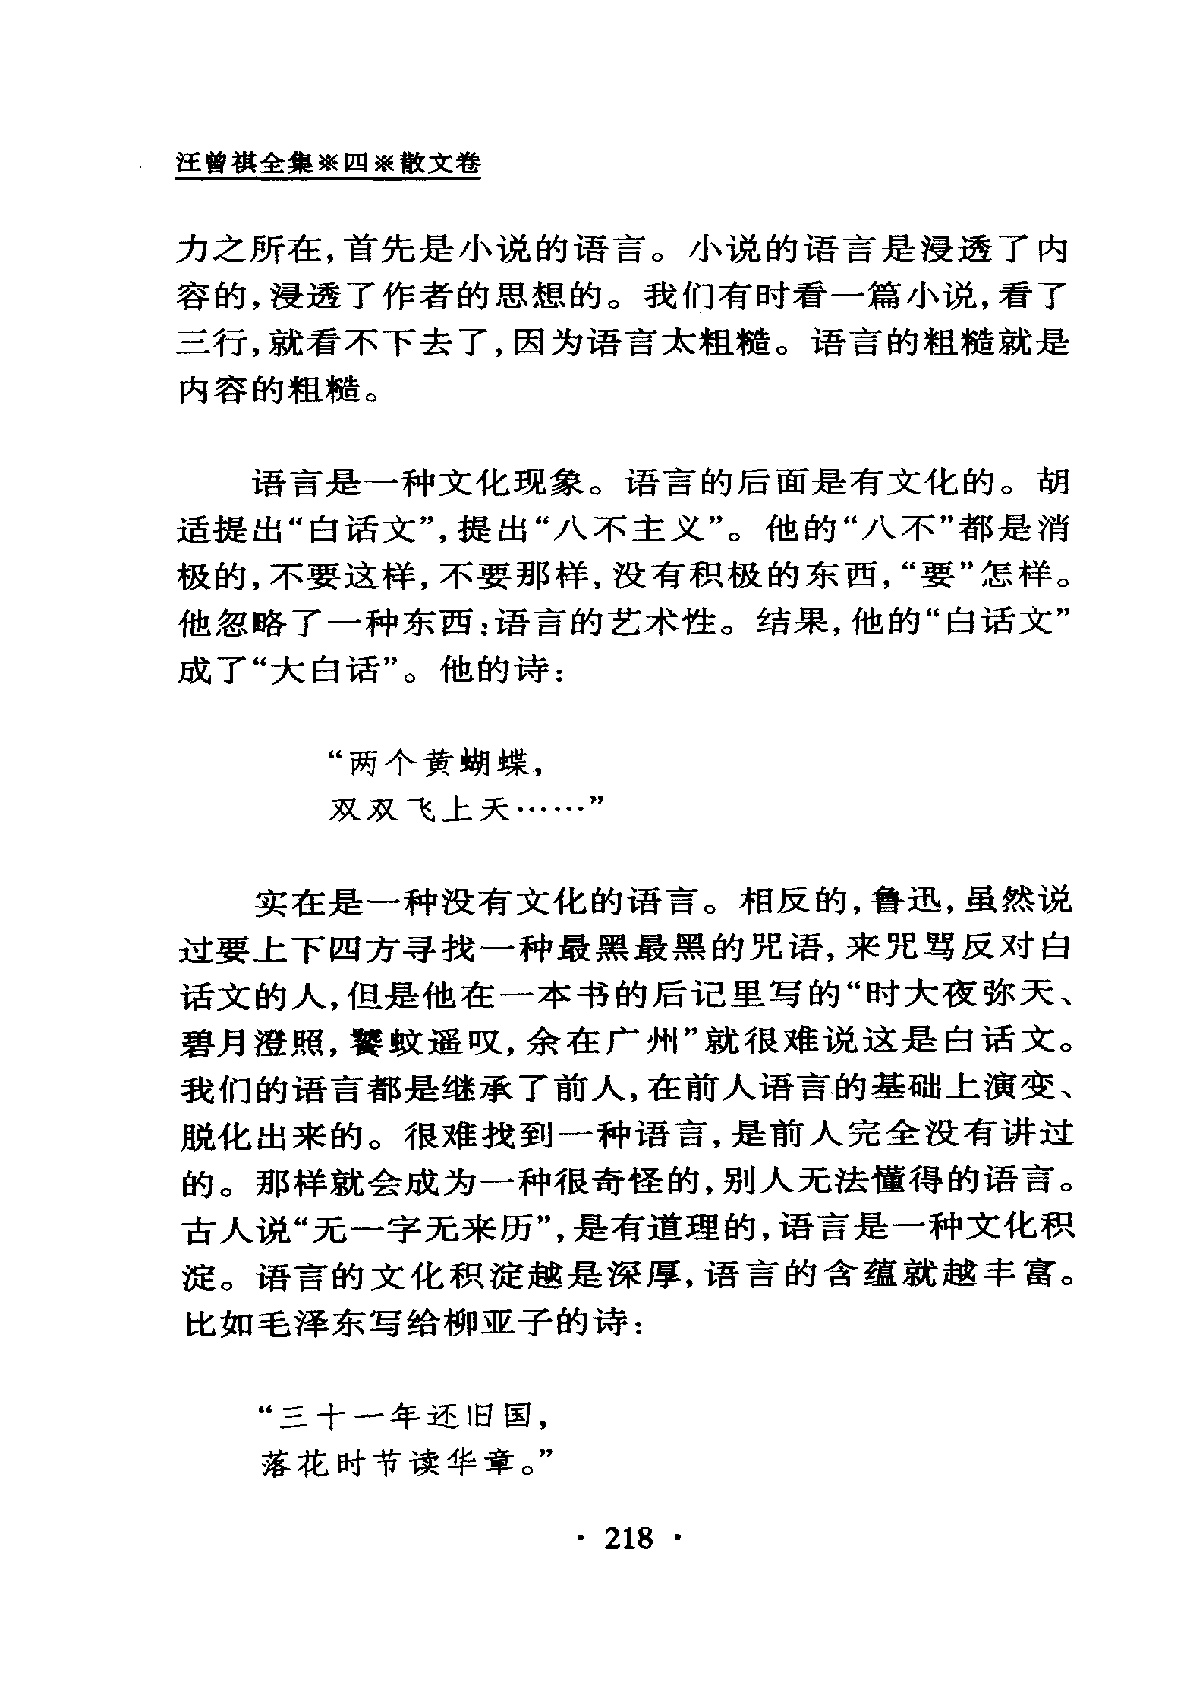 汪曾祺全集※四※散文卷
力之所在,首先是小说的语言。小说的语言是浸透了内
容的,浸透了作者的思想的。我们有时看一篇小说,看了
三行,就看不下去了,因为语言太粗糙。语言的粗糙就是
内容的粗糙。
语言是一种文化现象。语言的后面是有文化的。胡
适提出“白话文”,提出“八不主义”。他的“八不”都是消
极的,不要这样,不要那样,没有积极的东西,“要”怎样。
他忽略了一种东西:语言的艺术性。结果,他的“白话文”
成了“大白话”。他的诗:
“两个黄蝴蝶,
双双飞上天……”
实在是一种没有文化的语言。相反的,鲁迅,虽然说
过要上下四方寻找一种最黑最黑的咒语,来咒骂反对白
话文的人,但是他在一本书的后记里写的“时大夜弥天、
碧月澄照,饕蚊遥叹,余在广州”就很难说这是白话文。
我们的语言都是继承了前人,在前人语言的基础上演变、
脱化出来的。很难找到一种语言,是前人完全没有讲过
的。那样就会成为一种很奇怪的,别人无法懂得的语言。
古人说“无一字无来历”,是有道理的,语言是一种文化积
淀。语言的文化积淀越是深厚,语言的含蕴就越丰富。
比如毛泽东写给柳亚子的诗:
“三十一年还旧国,
落花时节读华章。”
· 218 ·